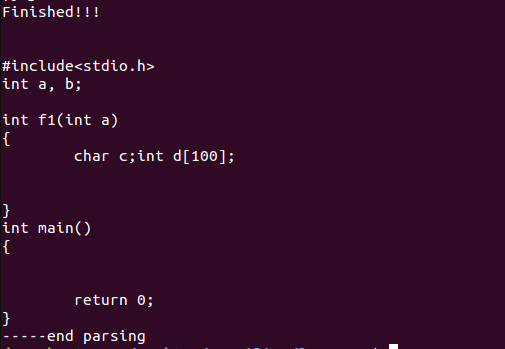 Finished!!!
#include<stdio.h>
int a, b;
int f1(int a)
{
char c;int d[100];
}
int main()
{
return 0;
}
-----end parsing